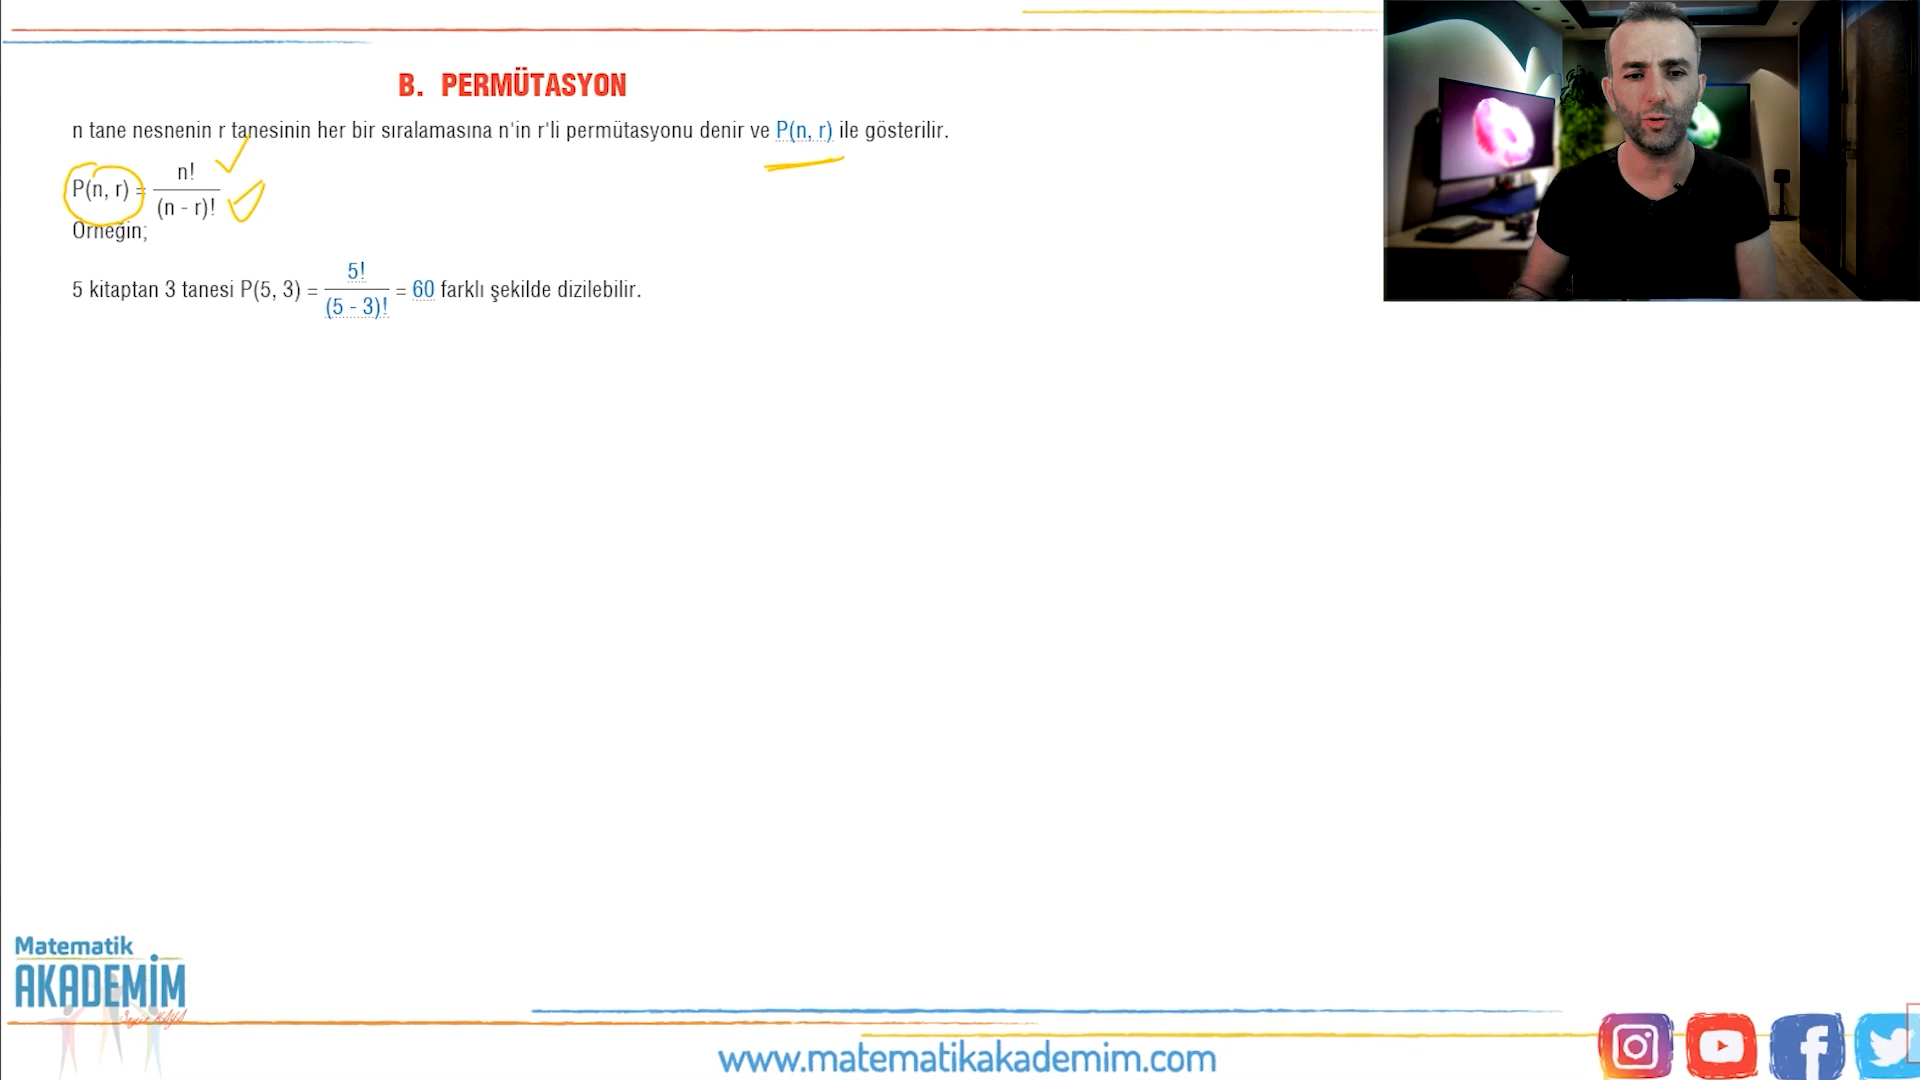 B. PERMÜTASYON
n tane nesnenin r tanesinin her bir sıralamasına n'in r'li permütasyonu denir ve P(n, r) ile gösterilir.
P(n, r) = n! / (n - r)!
Örneğin;
5 kitaptan 3 tanesi P(5, 3) = 5! / (5 - 3)! = 60 farklı şekilde dizilebilir.
Matematik
AKADEMİM
www.matematikakademim.com